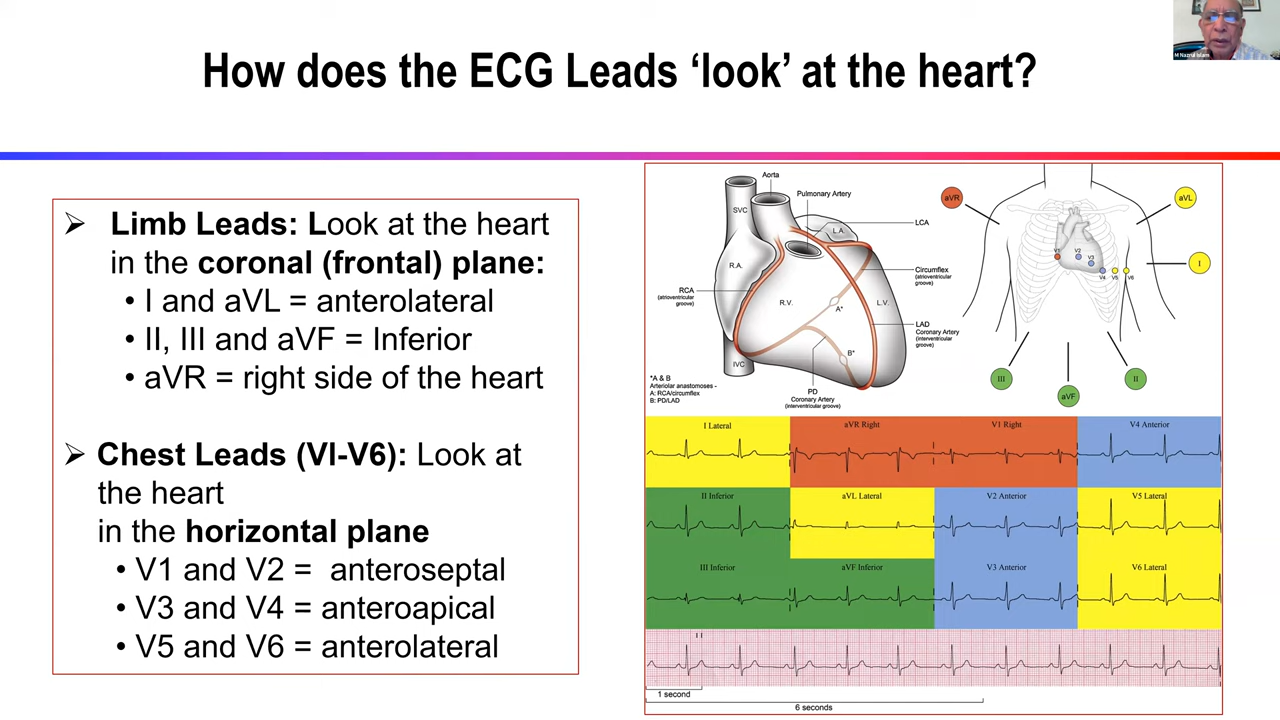 M Nazrul Islam
How does the ECG Leads ‘look’ at the heart?
➢ Limb Leads: Look at the heart
in the coronal (frontal) plane:
• I and aVL = anterolateral
• II, III and aVF = Inferior
• aVR = right side of the heart
➢ Chest Leads (VI-V6): Look at
the heart
in the horizontal plane
• V1 and V2 = anteroseptal
• V3 and V4 = anteroapical
• V5 and V6 = anterolateral
Aorta
Pulmonary Artery
SVC
L.A
LCA
R.A.
Circumflex
(atrioventricular
groove)
RCA
(atrioventricular
groove)
R.V.
L.V.
A*
LAD
Coronary Artery
(interventricular
groove)
B*
IVC
*A & B
Arteriolar anastomoses -
A: RCA/circumflex
B: PD/LAD
PD
Coronary Artery
(interventricular groove)
aVR
aVL
I
V1
V2
V3
V4
V5
V6
III
aVF
II
I Lateral
aVR Right
V1 Right
V4 Anterior
II Inferior
aVL Lateral
V2 Anterior
V5 Lateral
III Inferior
aVF Inferior
V3 Anterior
V6 Lateral
II
1 second
6 seconds